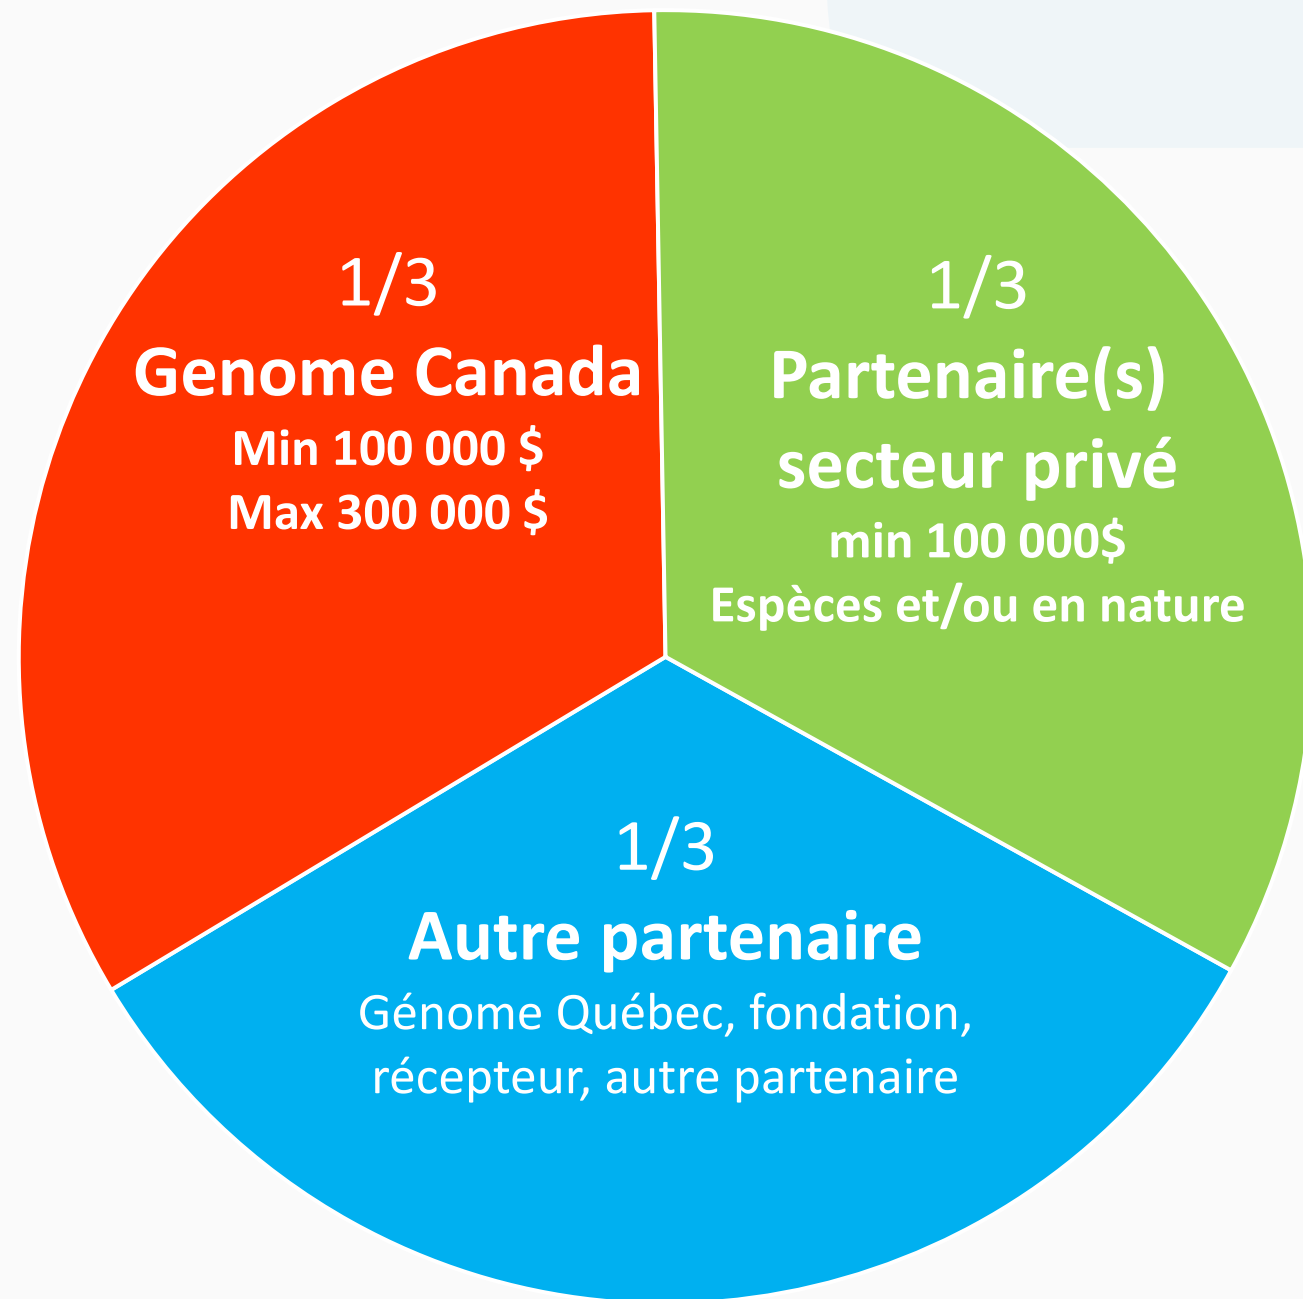 1/3
Genome Canada
Min 100 000 $
Max 300 000 $
1/3
Partenaire(s)
secteur privé
min 100 000$
Espèces et/ou en nature
1/3
Autre partenaire
Génome Québec, fondation,
récepteur, autre partenaire